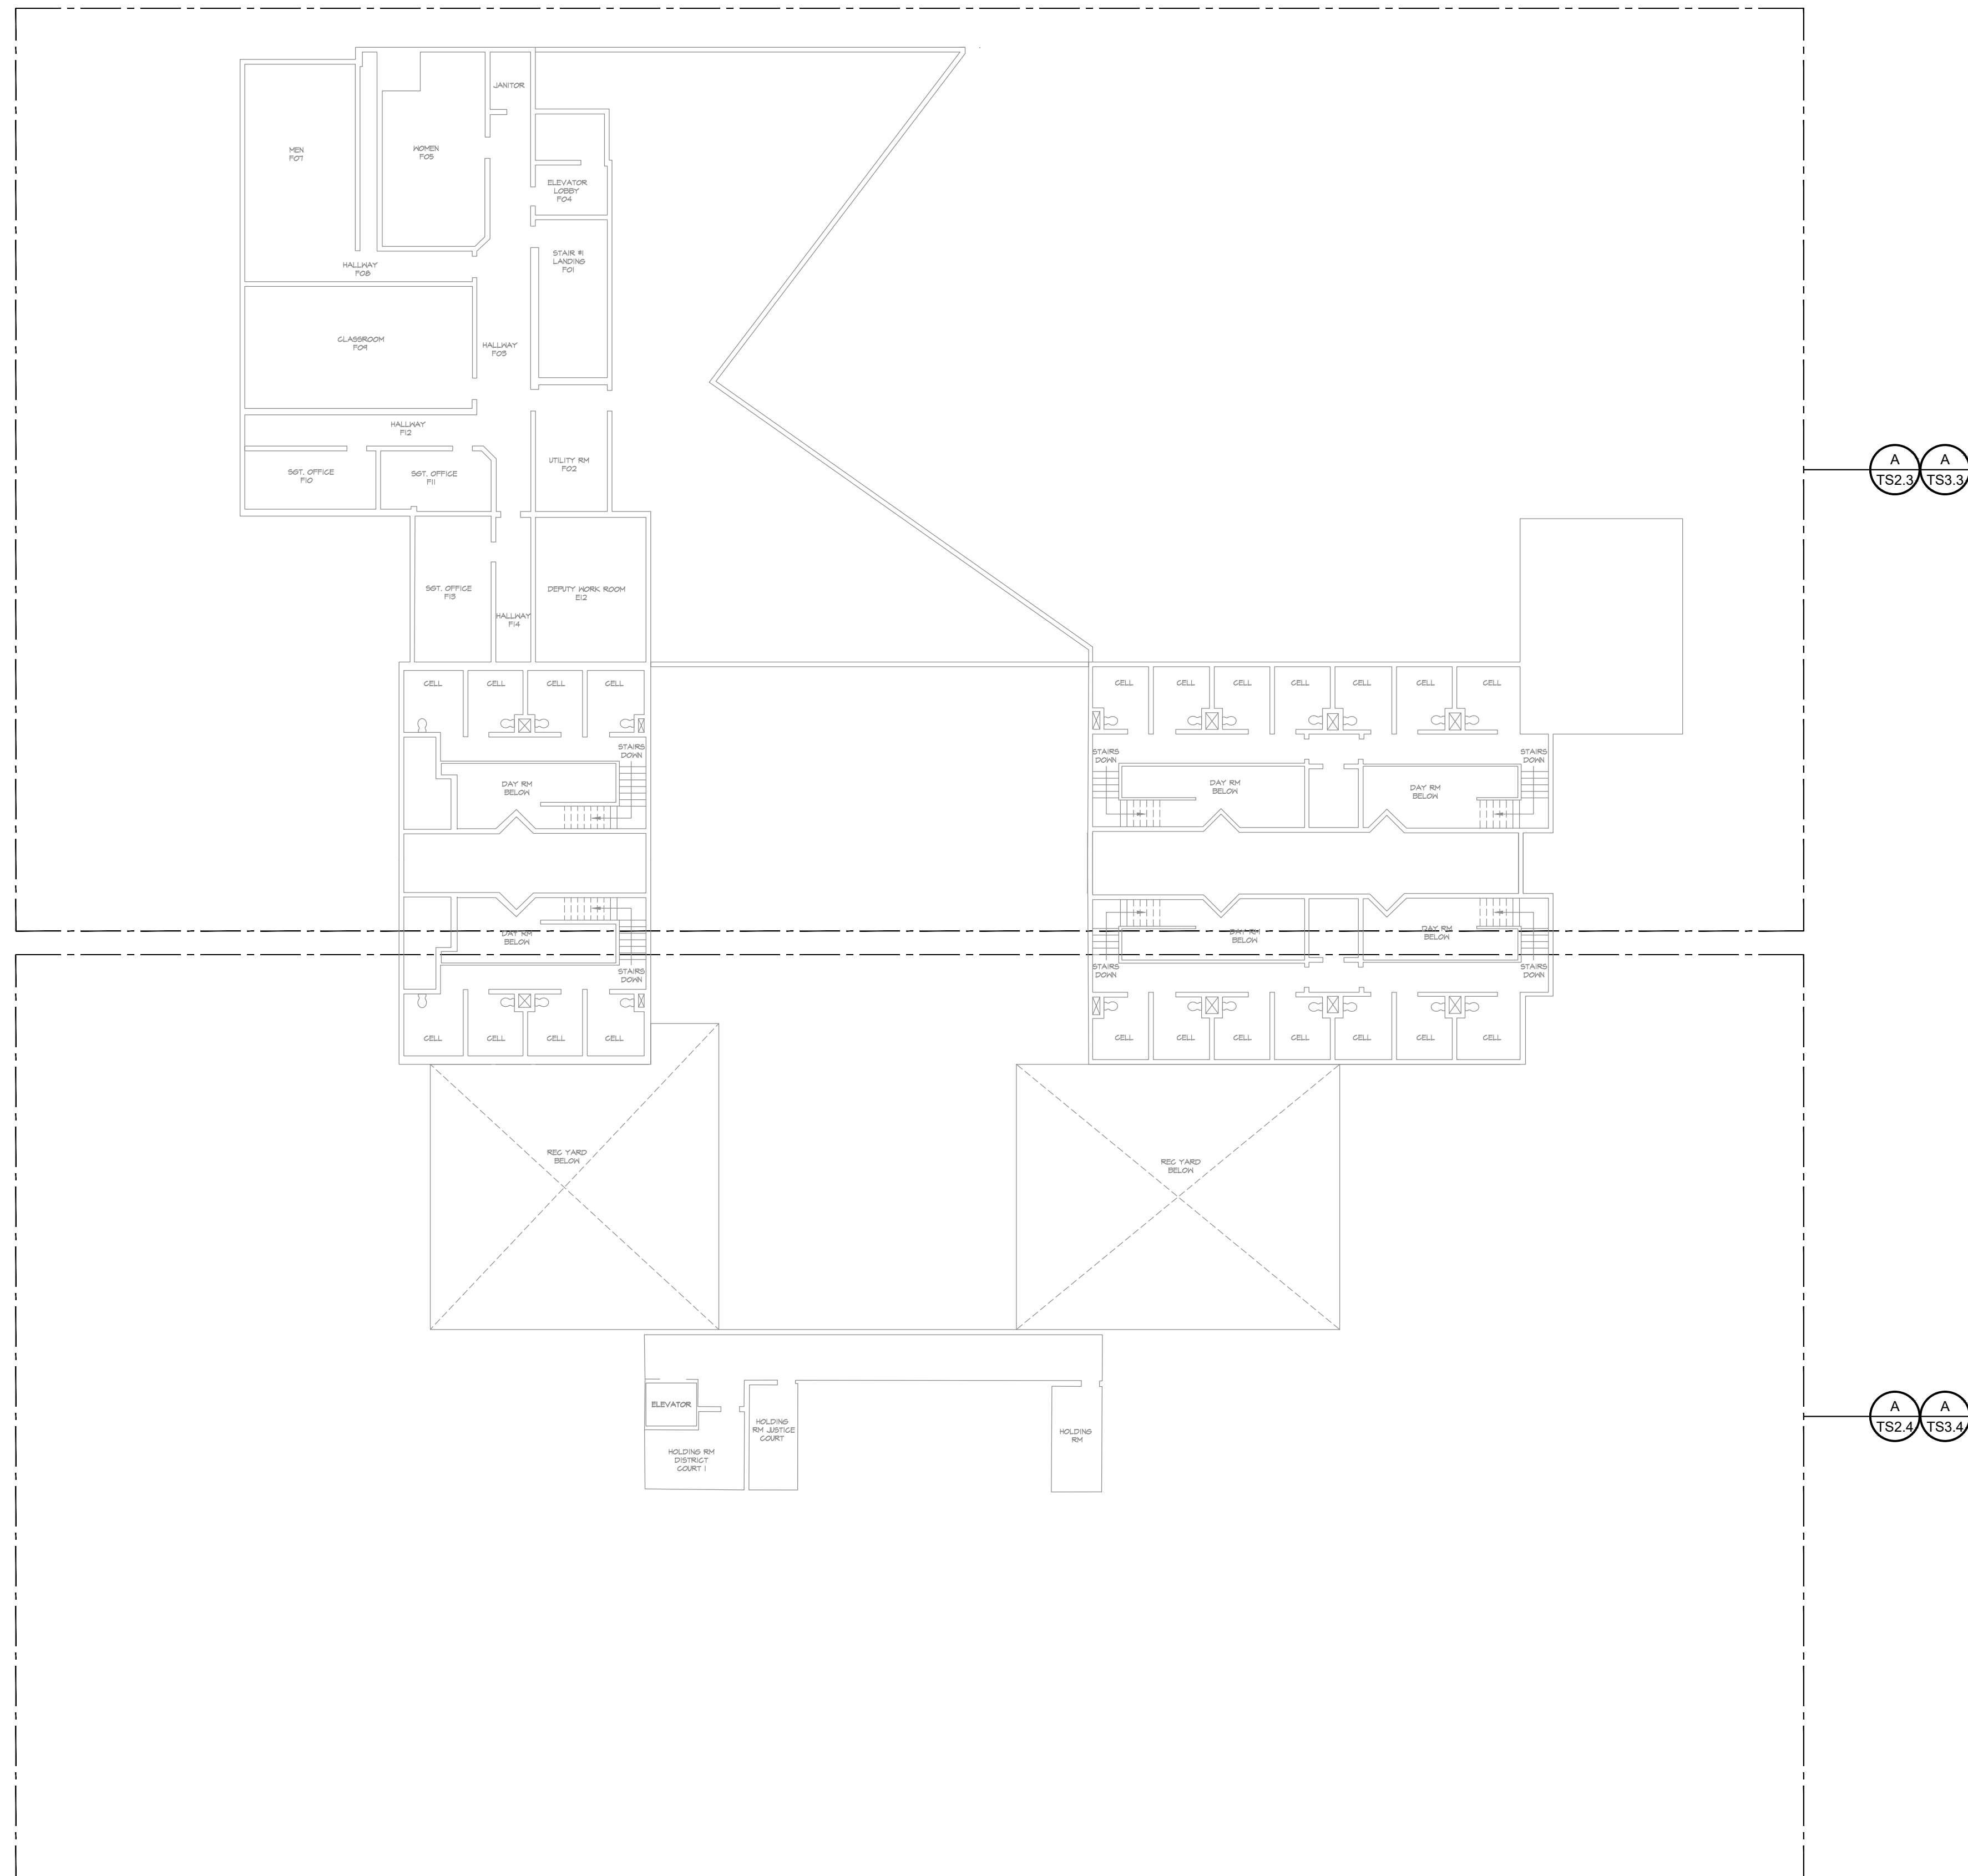 JANITOR
MEN
F07
WOMEN
F05
ELEVATOR
LOBBY
F04
STAIR #1
LANDING
F01
HALLWAY
F08
CLASSROOM
F09
HALLWAY
F03
HALLWAY
F12
UTILITY RM
F02
SGT. OFFICE
F10
SGT. OFFICE
F11
A
TS2.3
A
TS3.3
SGT. OFFICE
F13
DEPUTY WORK ROOM
E12
HALLWAY
F14
CELL
CELL
CELL
CELL
CELL
CELL
CELL
CELL
CELL
CELL
CELL
STAIRS
DOWN
STAIRS
DOWN
STAIRS
DOWN
DAY RM
BELOW
DAY RM
BELOW
DAY RM
BELOW
DAY RM
BELOW
DAY RM
BELOW
DAY RM
BELOW
STAIRS
DOWN
STAIRS
DOWN
STAIRS
DOWN
CELL
CELL
CELL
CELL
CELL
CELL
CELL
CELL
CELL
CELL
CELL
REC YARD
BELOW
REC YARD
BELOW
ELEVATOR
HOLDING
RM JUSTICE
COURT
HOLDING
RM
HOLDING RM
DISTRICT
COURT 1
A
TS2.4
A
TS3.4